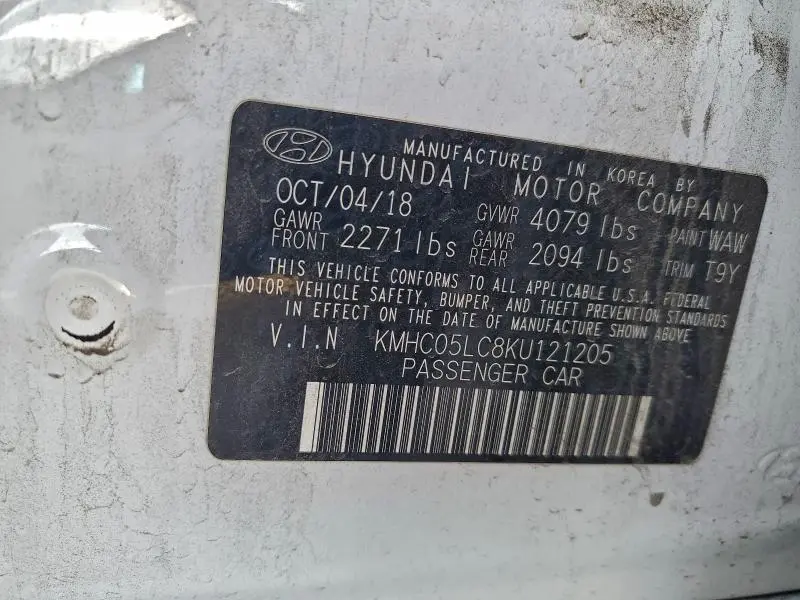 MANUFACTURED IN KOREA BY
HYUNDAI MOTOR COMPANY
OCT/04/18 GVWR 4079 lbs PAINT WAW
GAWR FRONT 2271 lbs GAWR REAR 2094 lbs TRIM T9Y
THIS VEHICLE CONFORMS TO ALL APPLICABLE U.S.A. FEDERAL
MOTOR VEHICLE SAFETY, BUMPER, AND THEFT PREVENTION STANDARDS
IN EFFECT ON THE DATE OF MANUFACTURE SHOWN ABOVE
V.I.N KMHC05LC8KU121205
PASSENGER CAR